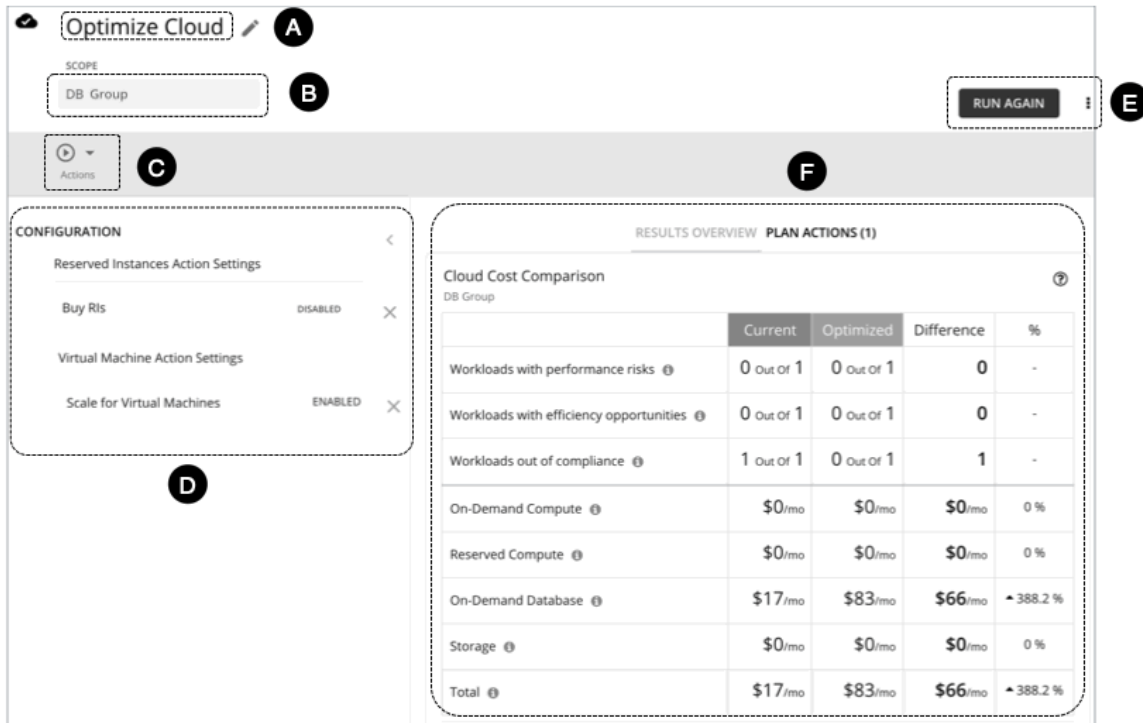 Optimize Cloud
A
SCOPE
DB Group
B
RUN AGAIN
E
Actions
C
F
CONFIGURATION
Reserved Instances Action Settings
Buy RIs DISABLED
Virtual Machine Action Settings
Scale for Virtual Machines ENABLED
D
RESULTS OVERVIEW PLAN ACTIONS (1)
Cloud Cost Comparison
DB Group
Current Optimized Difference %
Workloads with performance risks 0 Out Of 1 0 Out Of 1 0 -
Workloads with efficiency opportunities 0 Out Of 1 0 Out Of 1 0 -
Workloads out of compliance 1 Out Of 1 0 Out Of 1 1 -
On-Demand Compute $0/mo $0/mo $0/mo 0 %
Reserved Compute $0/mo $0/mo $0/mo 0 %
On-Demand Database $17/mo $83/mo $66/mo 388.2 %
Storage $0/mo $0/mo $0/mo 0 %
Total $17/mo $83/mo $66/mo 388.2 %